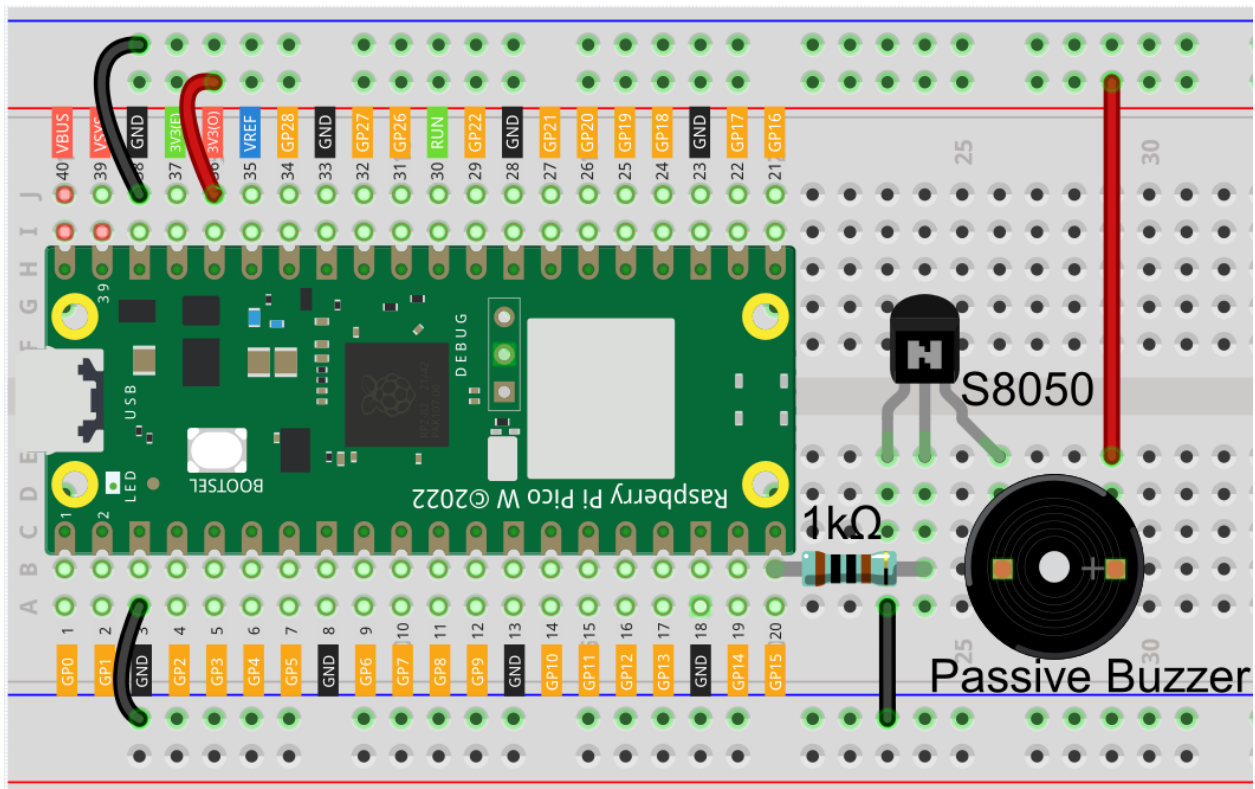 VBUS VSYS GND 3V3(E) 3V3(O) VREF GP28 GND GP27 GP26 RUN GP22 GND GP21 GP20 GP19 GP18 GND GP17 GP16
40 39 38 37 36 35 34 33 32 31 30 29 28 27 26 25 24 23 22 21
25
30
J
I
H
G
F
E
D
C
B
A
39
DEBUG
USB
LED
BOOTSEL
1
2
Raspberry Pi Pico W ©2022
N
S8050
1kΩ
+
1 2 3 4 5 6 7 8 9 10 11 12 13 14 15 16 17 18 19 20
25
30
GP0 GP1 GND GP2 GP3 GP4 GP5 GND GP6 GP7 GP8 GP9 GND GP10 GP11 GP12 GP13 GND GP14 GP15
Passive Buzzer